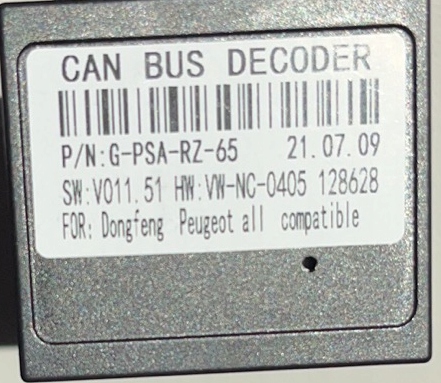 CAN BUS DECODER
P/N:G-PSA-RZ-65 21.07.09
SW:V011.51 HW:VW-NC-0405 128628
FOR: Dongfeng Peugeot all compatible